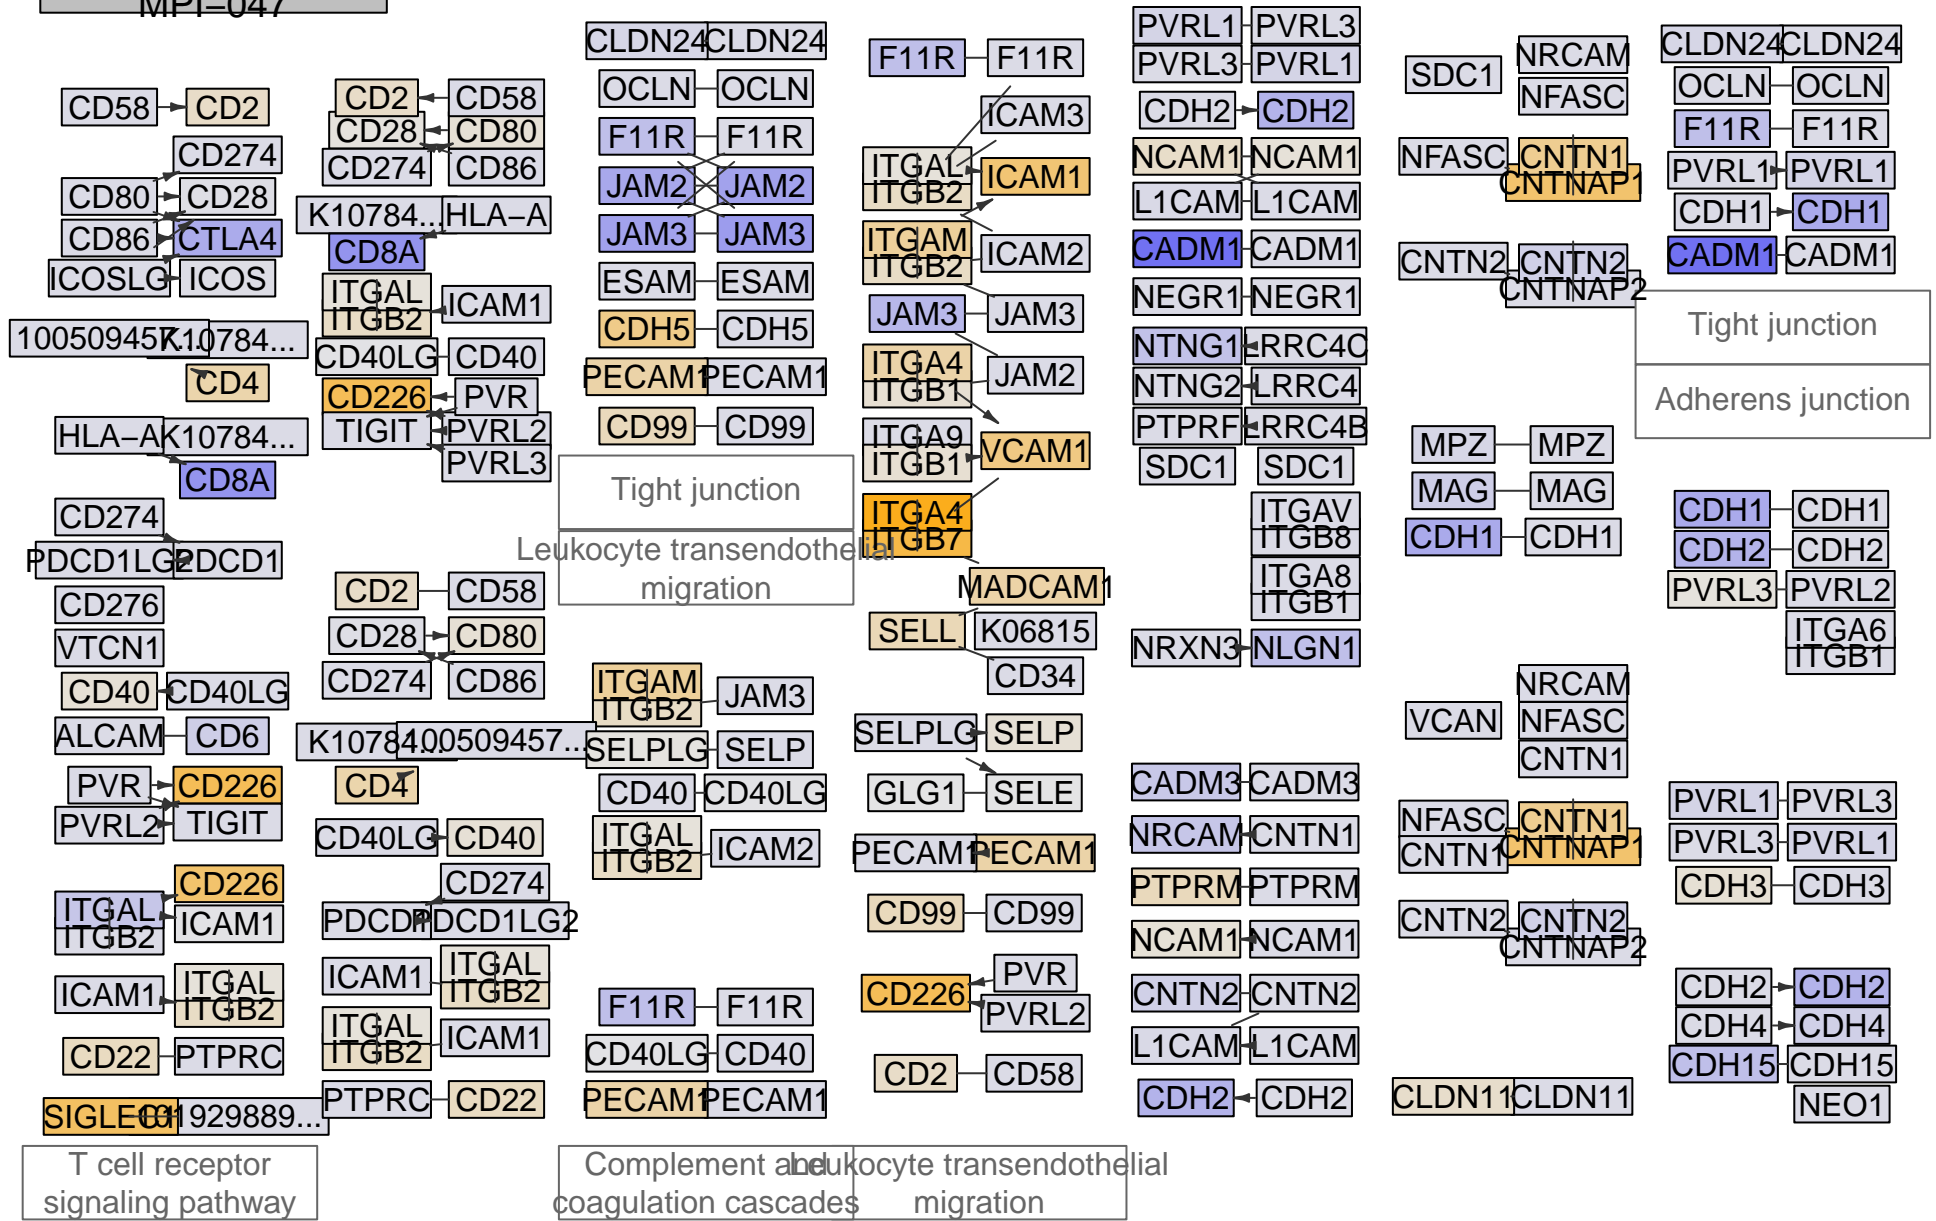 MPI−047
CD58
CD2
CD274
CD80
CD28
CD86
CTLA4
ICOSLG
ICOS
100509457...
K10784...
CD4
HLA−A
K10784...
CD8A
CD274
PDCD1LG2
PDCD1
CD276
VTCN1
CD40
CD40LG
ALCAM
CD6
PVR
CD226
PVRL2
TIGIT
CD226
ITGAL
ITGB2
ICAM1
ICAM1
ITGAL
ITGB2
CD22
PTPRC
101929889...
T cell receptor
signaling pathway
CD2
CD58
CD28
CD80
CD274
CD86
K10784...
HLA−A
CD8A
ITGAL
ITGB2
ICAM1
CD40LG
CD40
CD226
PVR
TIGIT
PVRL2
PVRL3
CD2
CD58
CD28
CD80
CD274
CD86
K10784...
100509457...
CD4
CD40LG
CD40
CD274
PDCD1
PDCD1LG2
ICAM1
ITGAL
ITGB2
ITGAL
ITGB2
ICAM1
PTPRC
CD22
CLDN24
CLDN24
OCLN
OCLN
F11R
F11R
JAM2
JAM2
JAM3
JAM3
ESAM
ESAM
CDH5
CDH5
PECAM1
PECAM1
CD99
CD99
Tight junction
Leukocyte transendothelial
migration
ITGAM
ITGB2
JAM3
SELPLG
SELP
CD40
CD40LG
ITGAL
ITGB2
ICAM2
F11R
F11R
CD40LG
CD40
PECAM1
PECAM1
Complement and
coagulation cascades
F11R
F11R
ICAM3
ITGAL
ITGB2
ICAM1
ITGAM
ITGB2
ICAM2
JAM3
JAM3
ITGA4
ITGB1
JAM2
ITGA9
ITGB1
VCAM1
ITGA4
ITGB7
MADCAM1
SELL
K06815
CD34
SELPLG
SELP
GLG1
SELE
PECAM1
PECAM1
CD99
CD99
CD226
PVR
PVRL2
CD2
CD58
Leukocyte transendothelial
migration
PVRL1
PVRL3
PVRL3
PVRL1
CDH2
CDH2
NCAM1
NCAM1
L1CAM
L1CAM
CADM1
CADM1
NEGR1
NEGR1
NTNG1
LRRC4C
NTNG2
LRRC4
PTPRF
LRRC4B
SDC1
SDC1
ITGAV
ITGB8
ITGA8
ITGB1
NRXN3
NLGN1
CADM3
CADM3
NRCAM
CNTN1
PTPRM
PTPRM
NCAM1
NCAM1
CNTN2
CNTN2
L1CAM
L1CAM
CDH2
CDH2
SDC1
NRCAM
NFASC
NFASC
CNTN1
CNTNAP1
CNTN2
CNTN2
CNTNAP2
MPZ
MPZ
MAG
MAG
CDH1
CDH1
VCAN
NRCAM
NFASC
CNTN1
NFASC
CNTN1
CNTN1
CNTNAP1
CNTN2
CNTN2
CNTNAP2
CLDN11
CLDN11
CLDN24
CLDN24
OCLN
OCLN
F11R
F11R
PVRL1
PVRL1
CDH1
CDH1
CADM1
CADM1
Tight junction
Adherens junction
CDH1
CDH1
CDH2
CDH2
PVRL3
PVRL2
ITGA6
ITGB1
PVRL1
PVRL3
PVRL3
PVRL1
CDH3
CDH3
CDH2
CDH2
CDH4
CDH4
CDH15
CDH15
NEO1